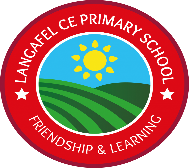 LANGAFEL CE PRIMARY SCHOOL
FRIENDSHIP & LEARNING